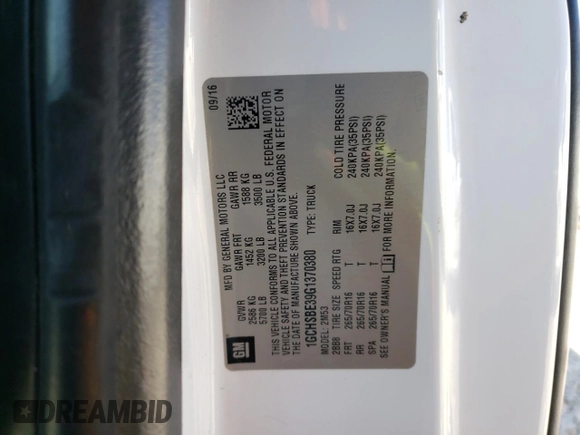 GM
MFD BY GENERAL MOTORS LLC
09/16
GVWR GAWR FRT GAWR RR
2586 KG 1452 KG 1588 KG
5700 LB 3200 LB 3500 LB
THIS VEHICLE CONFORMS TO ALL APPLICABLE U.S. FEDERAL MOTOR
VEHICLE SAFETY AND THEFT PREVENTION STANDARDS IN EFFECT ON
THE DATE OF MANUFACTURE SHOWN ABOVE.
1GCHSBE39G1370380 TYPE: TRUCK
MODEL: 2M53
2888 TIRE SIZE SPEED RTG RIM COLD TIRE PRESSURE
FRT 265/70R16 T 16X7.0J 240KPA(35PSI)
RR 265/70R16 T 16X7.0J 240KPA(35PSI)
SPA 265/70R16 T 16X7.0J 240KPA(35PSI)
SEE OWNER'S MANUAL FOR MORE INFORMATION
DREAMBID